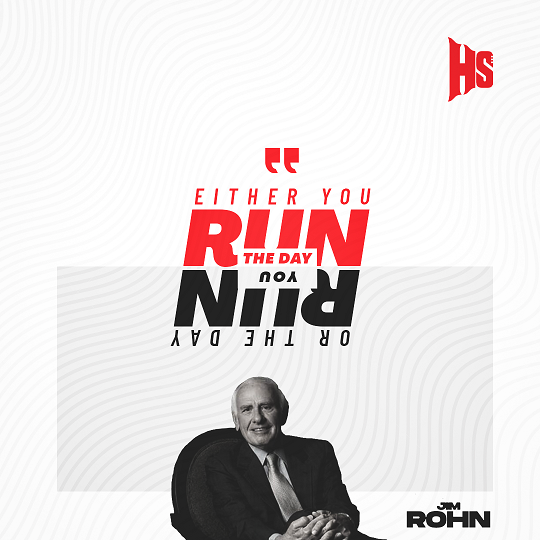 HS
"
EITHER YOU
RUN
THE DAY
OR THE DAY
RUN
YOU
JIM
ROHN